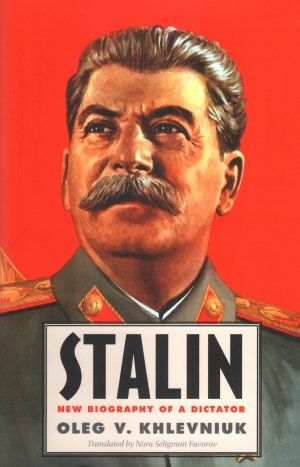 STALIN
NEW BIOGRAPHY OF A DICTATOR
OLEG V. KHLEVNIUK
Translated by Nora Seligman Favorov